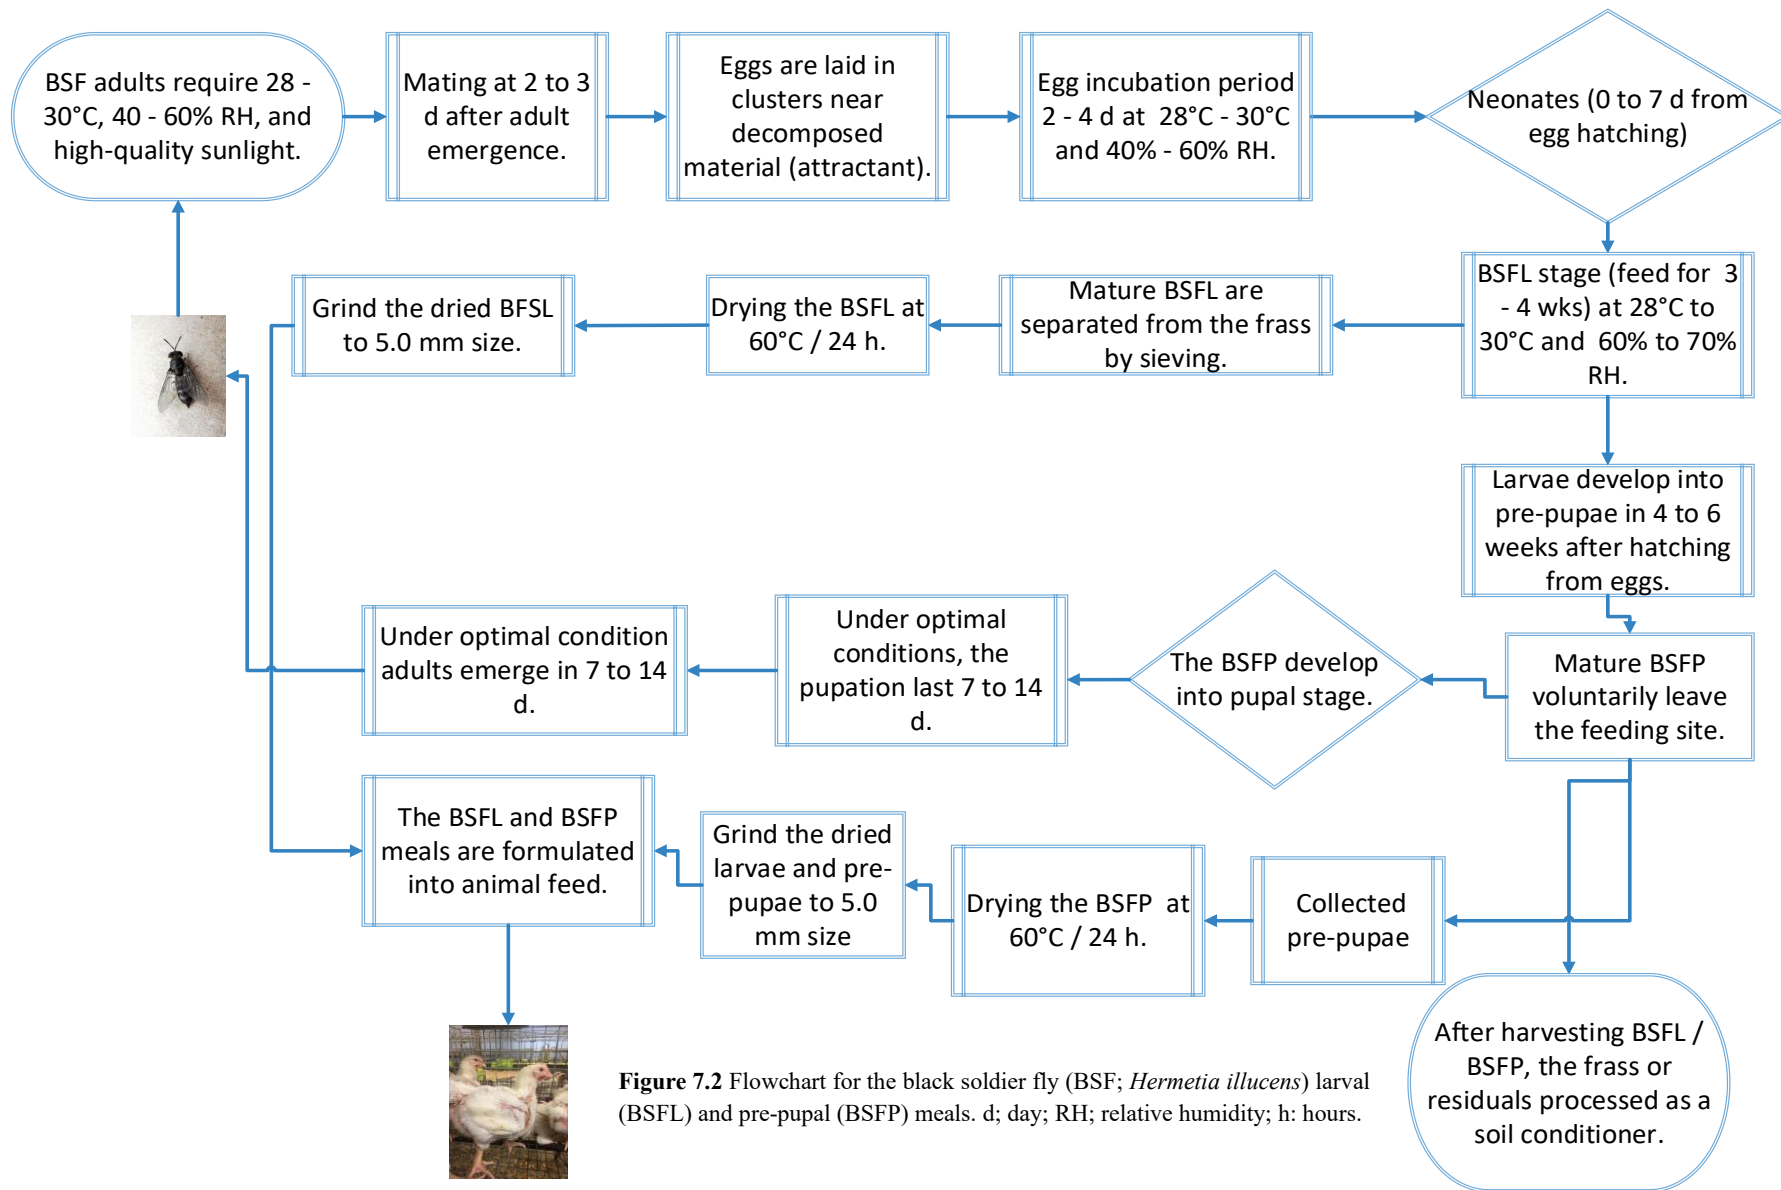 BSF adults require 28 -
30°C, 40 - 60% RH, and
high-quality sunlight.
Mating at 2 to 3
d after adult
emergence.
Eggs are laid in
clusters near
decomposed
material (attractant).
Egg incubation period
2 - 4 d at 28°C - 30°C
and 40% - 60% RH.
Neonates (0 to 7 d from
egg hatching)
BSFL stage (feed for 3
- 4 wks) at 28°C to
30°C and 60% to 70%
RH.
Mature BSFL are
separated from the frass
by sieving.
Drying the BSFL at
60°C / 24 h.
Grind the dried BFSL
to 5.0 mm size.
Larvae develop into
pre-pupae in 4 to 6
weeks after hatching
from eggs.
Mature BSFP
voluntarily leave
the feeding site.
The BSFP develop
into pupal stage.
Under optimal
conditions, the
pupation last 7 to 14
d.
Under optimal condition
adults emerge in 7 to 14
d.
Collected
pre-pupae
Drying the BSFP at
60°C / 24 h.
Grind the dried
larvae and pre-
pupae to 5.0
mm size
The BSFL and BSFP
meals are formulated
into animal feed.
After harvesting BSFL /
BSFP, the frass or
residuals processed as a
soil conditioner.
Figure 7.2 Flowchart for the black soldier fly (BSF; Hermetia illucens) larval
(BSFL) and pre-pupal (BSFP) meals. d; day; RH; relative humidity; h: hours.